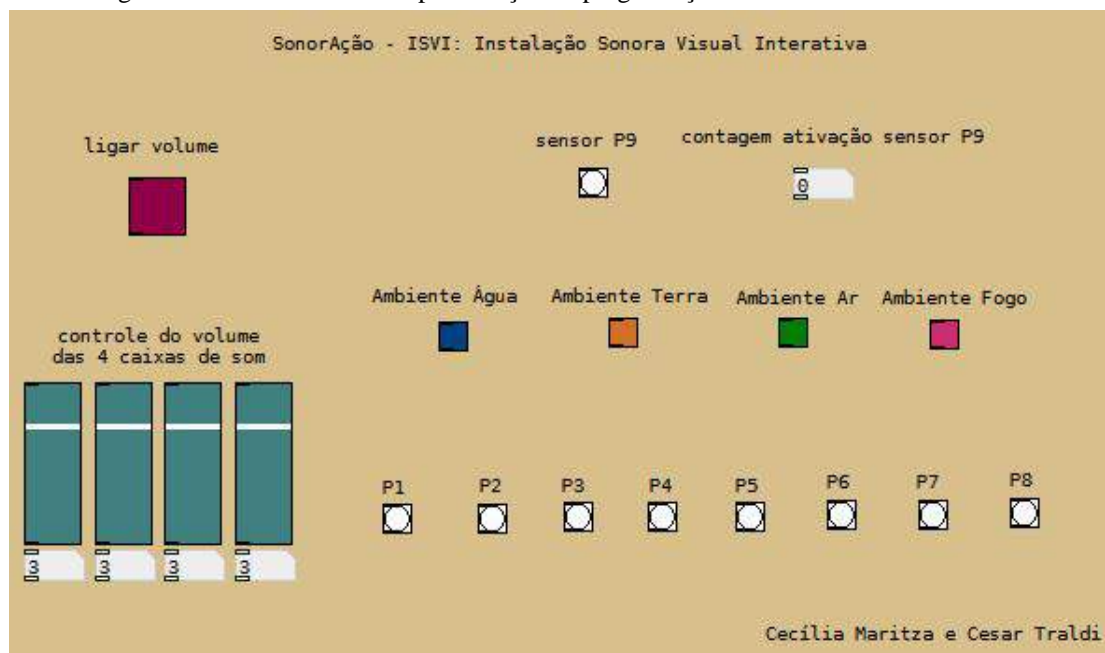 SonorAção - ISVI: Instalação Sonora Visual Interativa
ligar volume
sensor P9
contagem ativação sensor P9
0
Ambiente Água
Ambiente Terra
Ambiente Ar
Ambiente Fogo
controle do volume
das 4 caixas de som
3
3
3
3
P1
P2
P3
P4
P5
P6
P7
P8
Cecília Maritza e Cesar Traldi